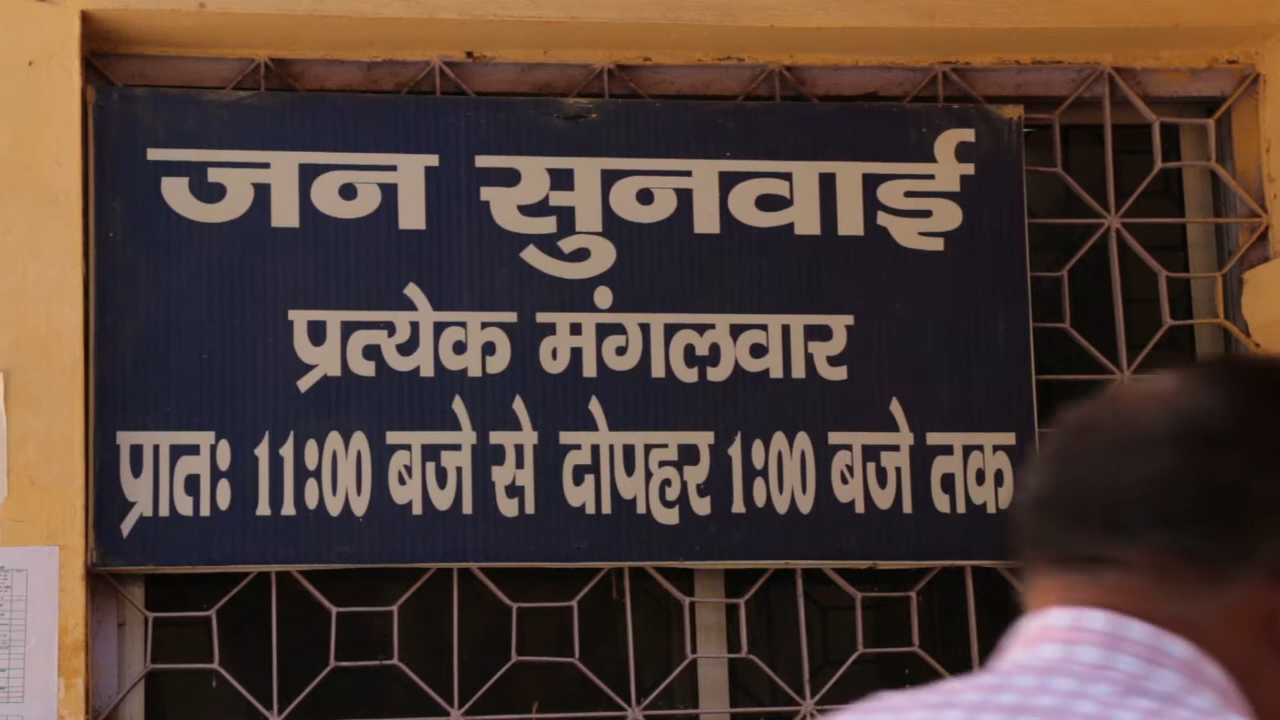 जन सुनवाई
प्रत्येक मंगलवार
प्रातः 11:00 बजे से दोपहर 1:00 बजे तक